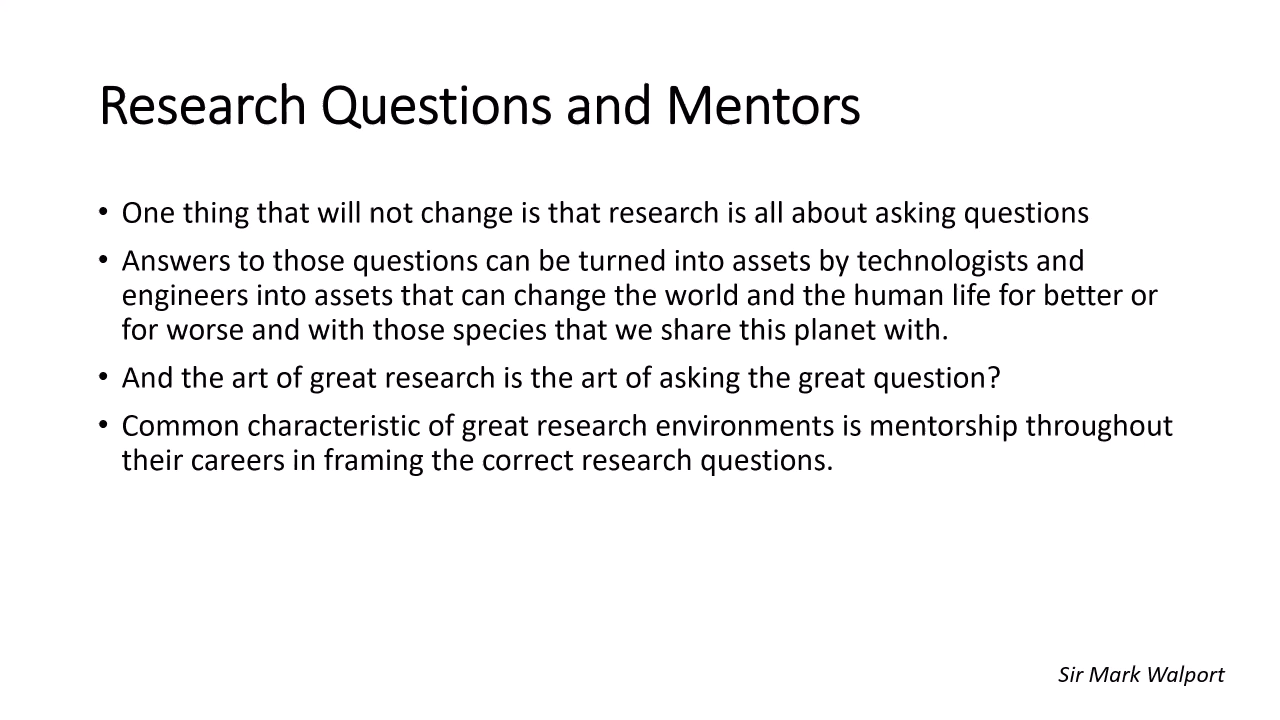 Research Questions and Mentors
• One thing that will not change is that research is all about asking questions
• Answers to those questions can be turned into assets by technologists and
engineers into assets that can change the world and the human life for better or
for worse and with those species that we share this planet with.
• And the art of great research is the art of asking the great question?
• Common characteristic of great research environments is mentorship throughout
their careers in framing the correct research questions.
Sir Mark Walport